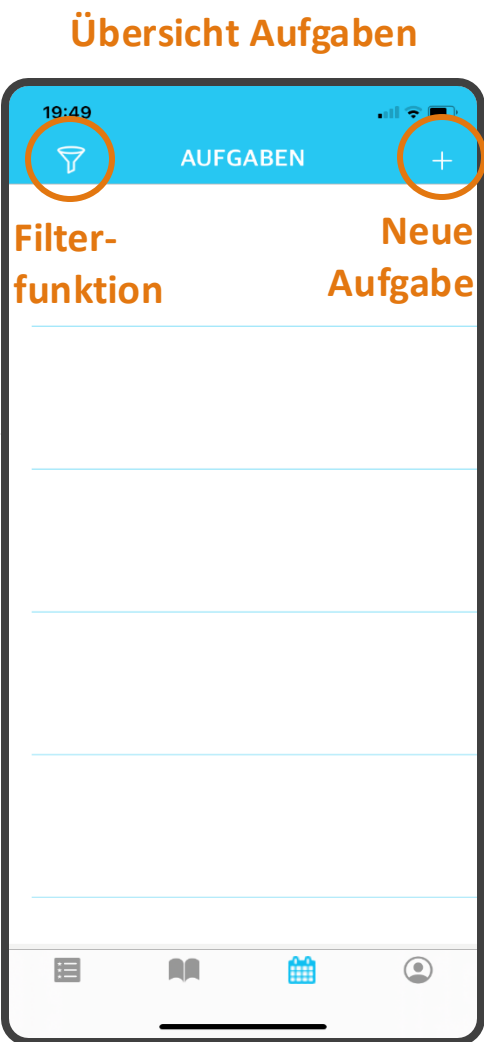 Übersicht Aufgaben
19:49
AUFGABEN
Filter-
funktion
Neue
Aufgabe